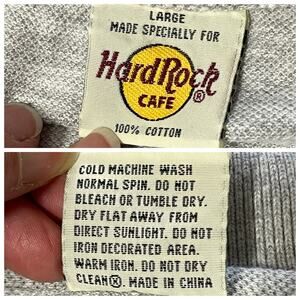 LARGE
MADE SPECIALLY FOR
Hard Rock
CAFE ®
100% COTTON
COLD MACHINE WASH
NORMAL SPIN. DO NOT
BLEACH OR TUMBLE DRY.
DRY FLAT AWAY FROM
DIRECT SUNLIGHT. DO NOT
IRON DECORATED AREA.
WARM IRON. DO NOT DRY
CLEAN ⓧ. MADE IN CHINA